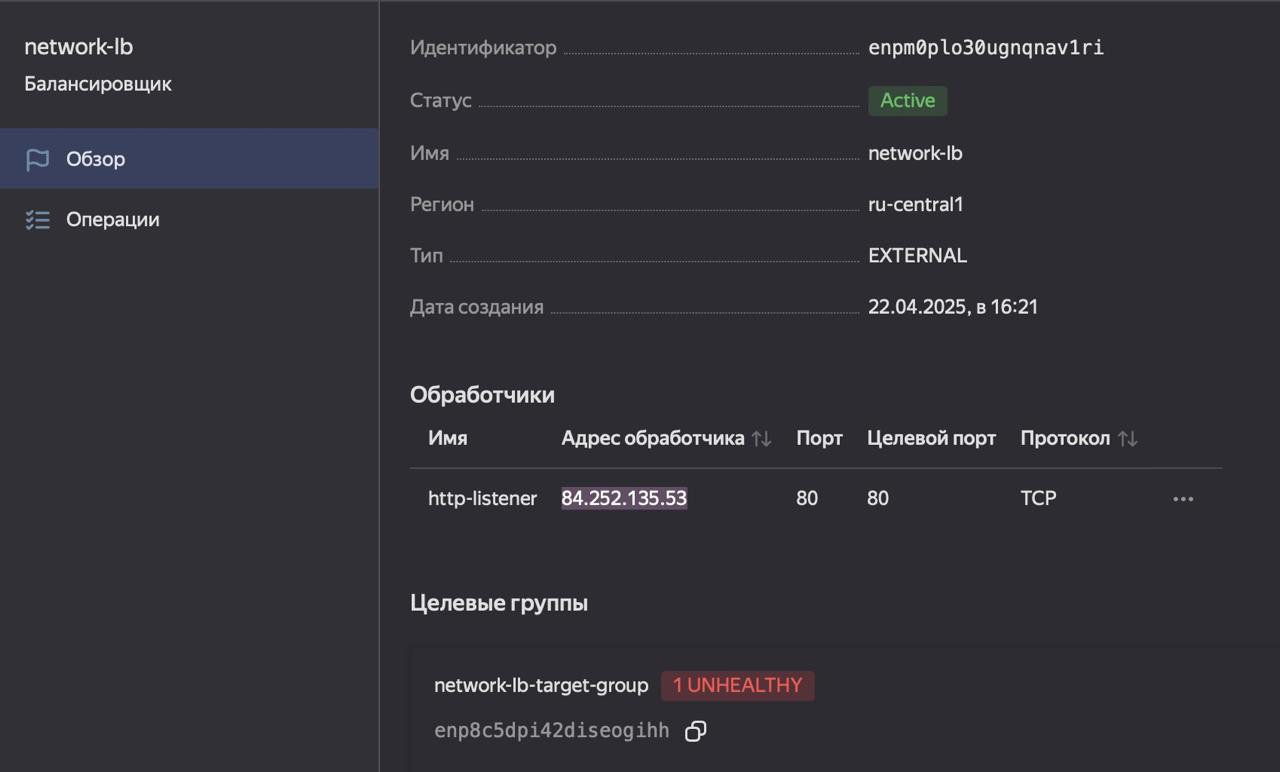 network-lb
Балансировщик
Обзор
Операции
Идентификатор enpm0plo30ugnqnav1ri
Статус Active
Имя network-lb
Регион ru-central1
Тип EXTERNAL
Дата создания 22.04.2025, в 16:21
Обработчики
Имя Адрес обработчика Порт Целевой порт Протокол
http-listener 84.252.135.53 80 80 TCP
Целевые группы
network-lb-target-group 1 UNHEALTHY
enp8c5dpi42diseogihh